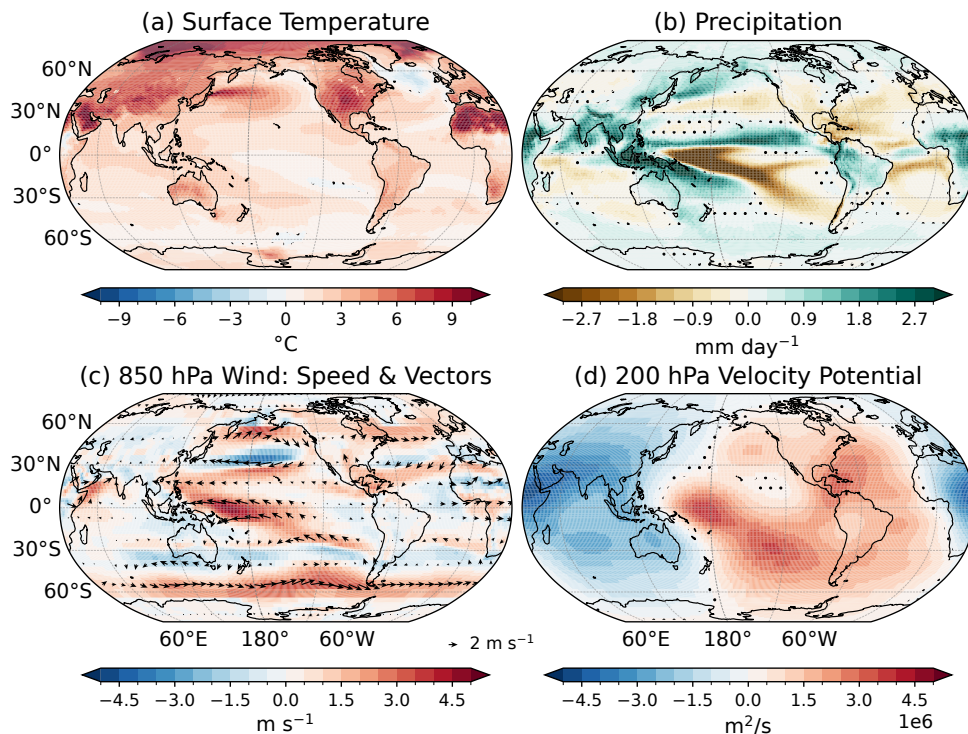 (a) Surface Temperature
(b) Precipitation
60°N
30°N
0°
30°S
60°S
−9 −6 −3 0 3 6 9
°C
−2.7 −1.8 −0.9 0.0 0.9 1.8 2.7
mm day⁻¹
(c) 850 hPa Wind: Speed & Vectors
(d) 200 hPa Velocity Potential
60°N
30°N
0°
30°S
60°S
60°E 180° 60°W
2 m s⁻¹
60°E 180° 60°W
−4.5 −3.0 −1.5 0.0 1.5 3.0 4.5
m s⁻¹
−4.5 −3.0 −1.5 0.0 1.5 3.0 4.5
m²/s
1e6